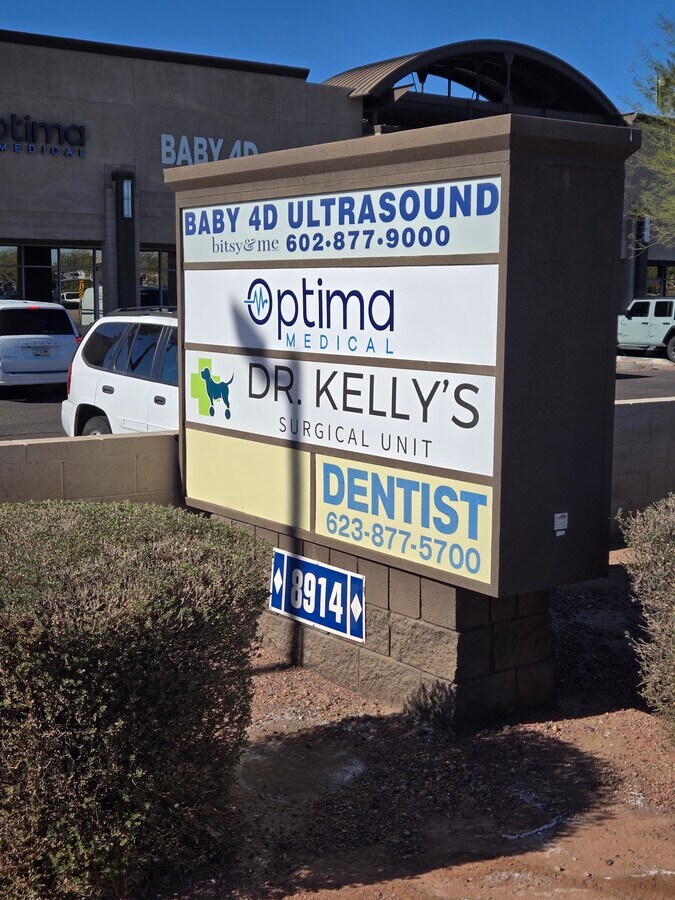 Optima
MEDICAL
BABY 4D
BABY 4D ULTRASOUND
bitsy&me 602·877·9000
Optima
MEDICAL
DR. KELLY'S
SURGICAL UNIT
DENTIST
623-877-5700
8914